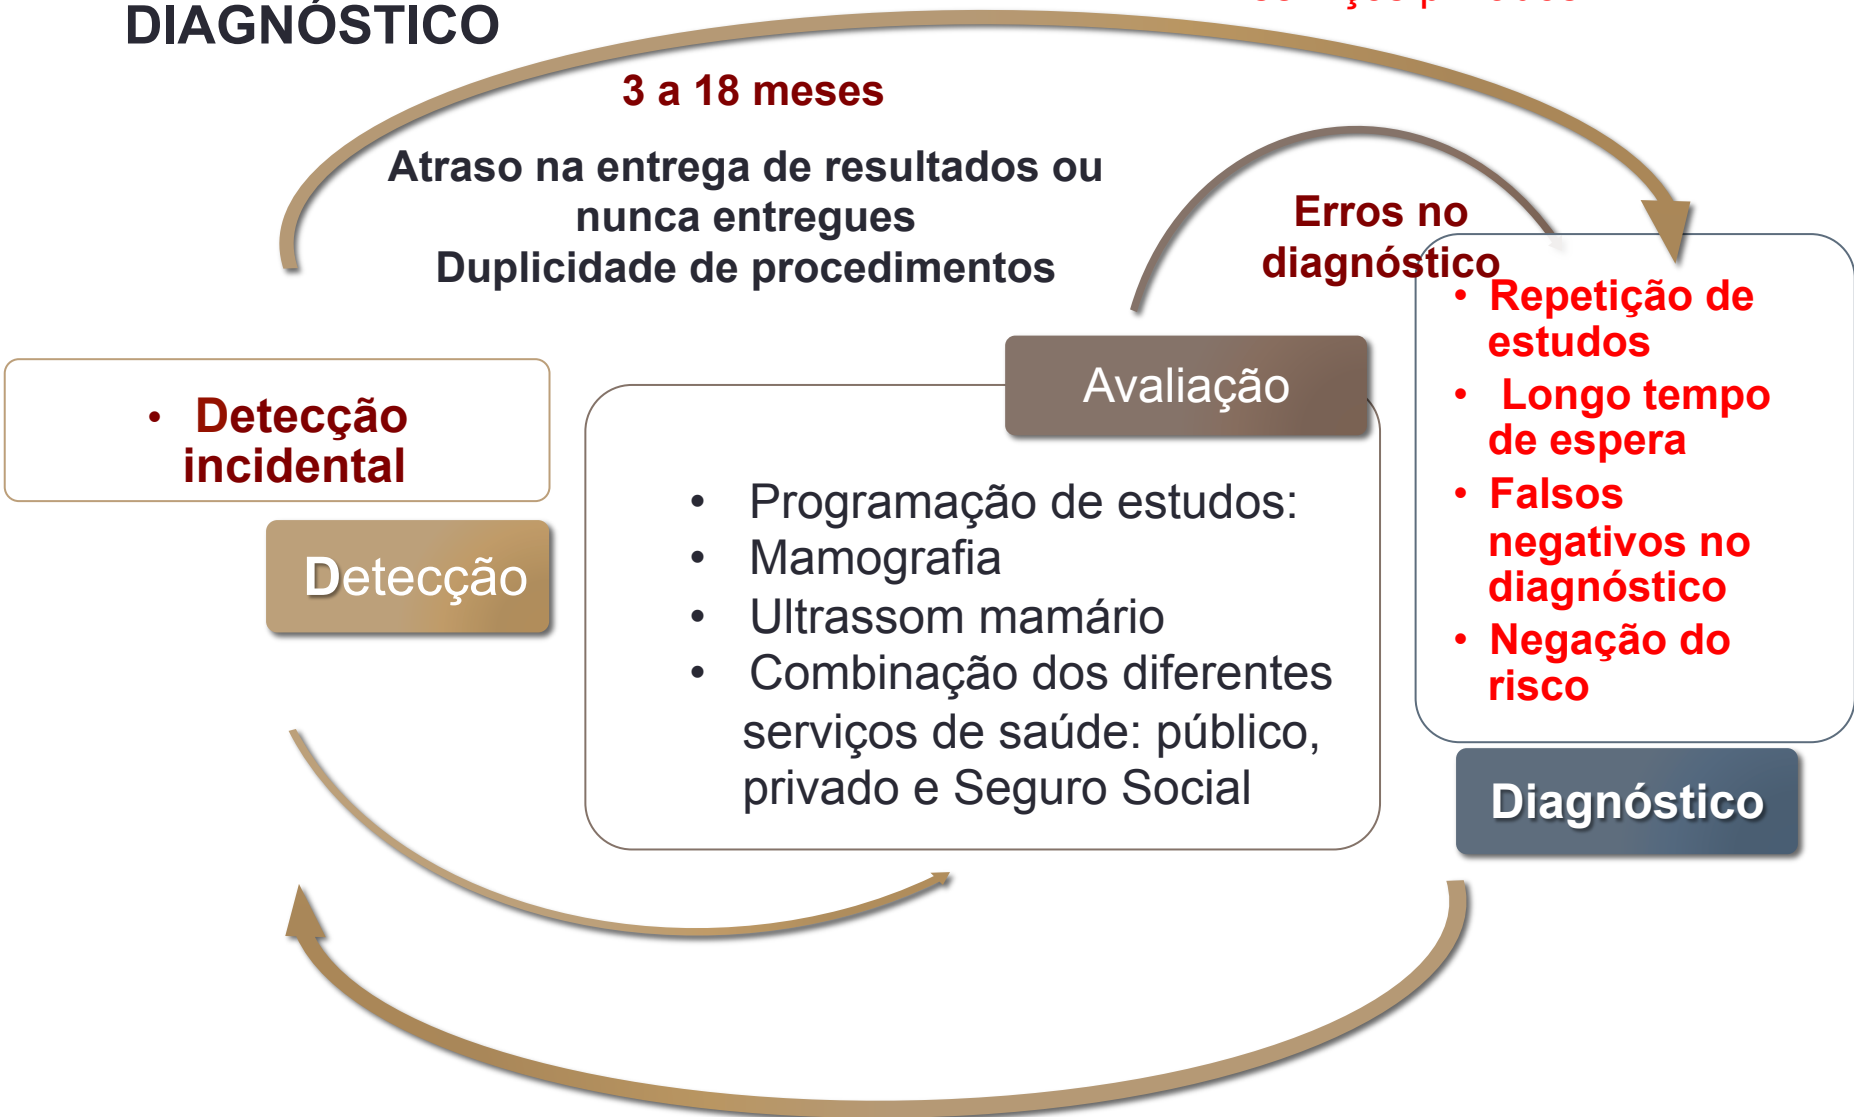 DIAGNÓSTICO
3 a 18 meses
Atraso na entrega de resultados ou
nunca entregues
Duplicidade de procedimentos
Erros no
diagnóstico
• Detecção
incidental
Detecção
Avaliação
• Programação de estudos:
• Mamografia
• Ultrassom mamário
• Combinação dos diferentes
serviços de saúde: público,
privado e Seguro Social
• Repetição de
estudos
• Longo tempo
de espera
• Falsos
negativos no
diagnóstico
• Negação do
risco
Diagnóstico